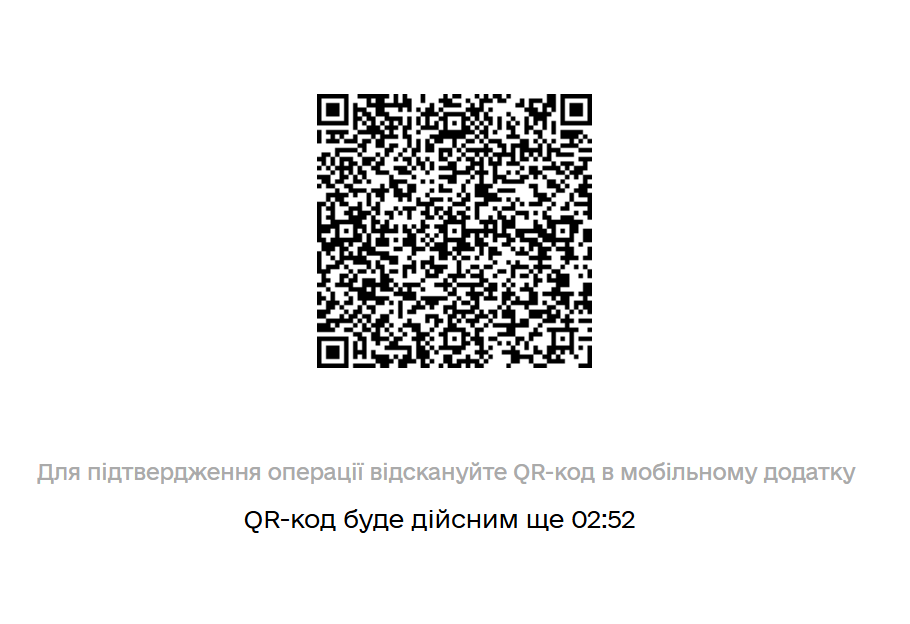 Для підтвердження операції відскануйте QR-код в мобільному додатку
QR-код буде дійсним ще 02:52